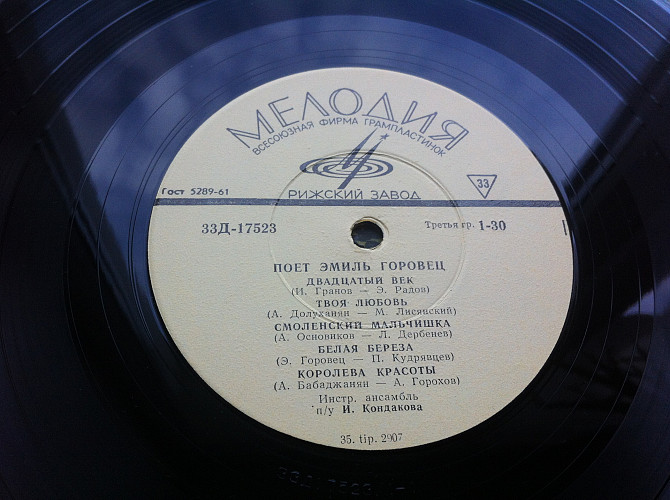 МЕЛОДИЯ
ВСЕСОЮЗНАЯ ФИРМА ГРАМПЛАСТИНОК
РИЖСКИЙ ЗАВОД
Гост 5289-61
33
33Д-17523
Третья гр. 1-30
ПОЕТ ЭМИЛЬ ГОРОВЕЦ
ДВАДЦАТЫЙ ВЕК
(И. Гранов — Э. Радов)
ТВОЯ ЛЮБОВЬ
(А. Долуханян — М. Лисянский)
СМОЛЕНСКИЙ МАЛЬЧИШКА
(А. Основиков — Л. Дербенев)
БЕЛАЯ БЕРЕЗА
(Э. Горовец — П. Кудрявцев)
КОРОЛЕВА КРАСОТЫ
(А. Бабаджанян — А. Горохов)
Инстр. ансамбль
п/у И. Кондакова
35. tip. 2907